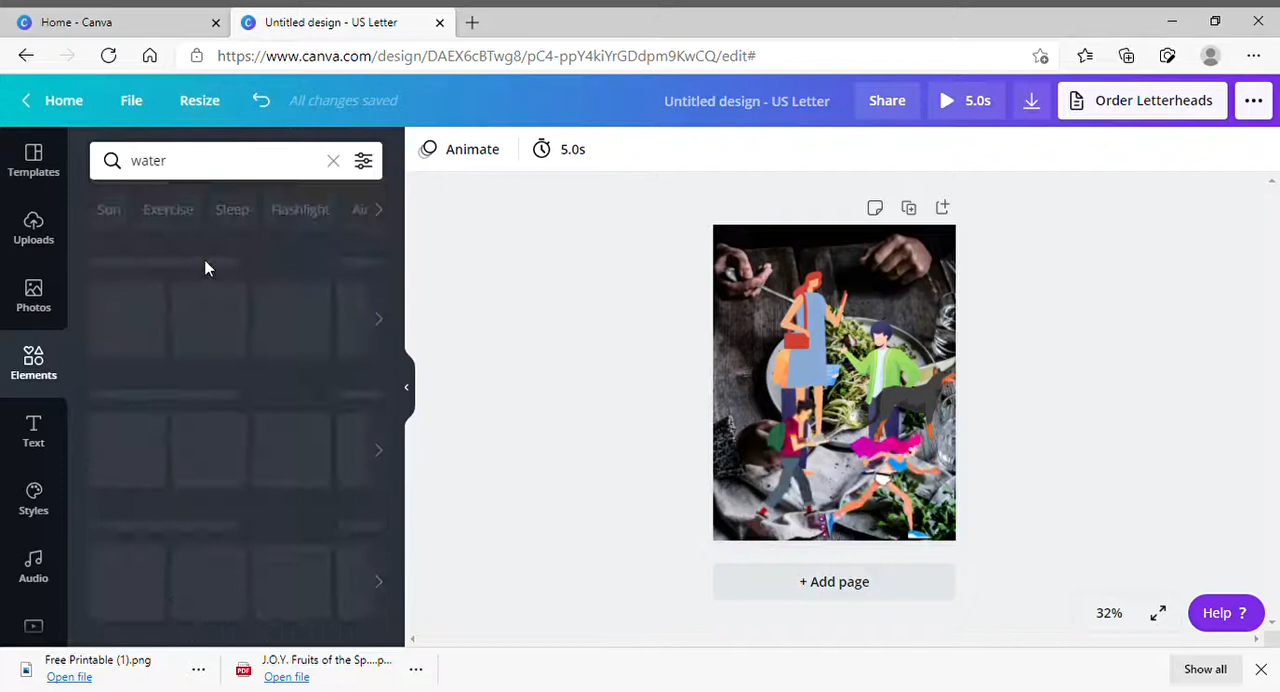 Home - Canva
Untitled design - US Letter
https://www.canva.com/design/DAEX6cBTwg8/pC4-ppY4kiYrGDdpm9KwCQ/edit#
Home
File
Resize
All changes saved
Untitled design - US Letter
Share
5.0s
Order Letterheads
Templates
Uploads
Photos
Elements
Text
Styles
Audio
water
Sun
Exercise
Sleep
Flashlight
Air
Animate
5.0s
+ Add page
32%
Help ?
Free Printable (1).png
Open file
J.O.Y. Fruits of the Sp....p...
Open file
PDF
Show all